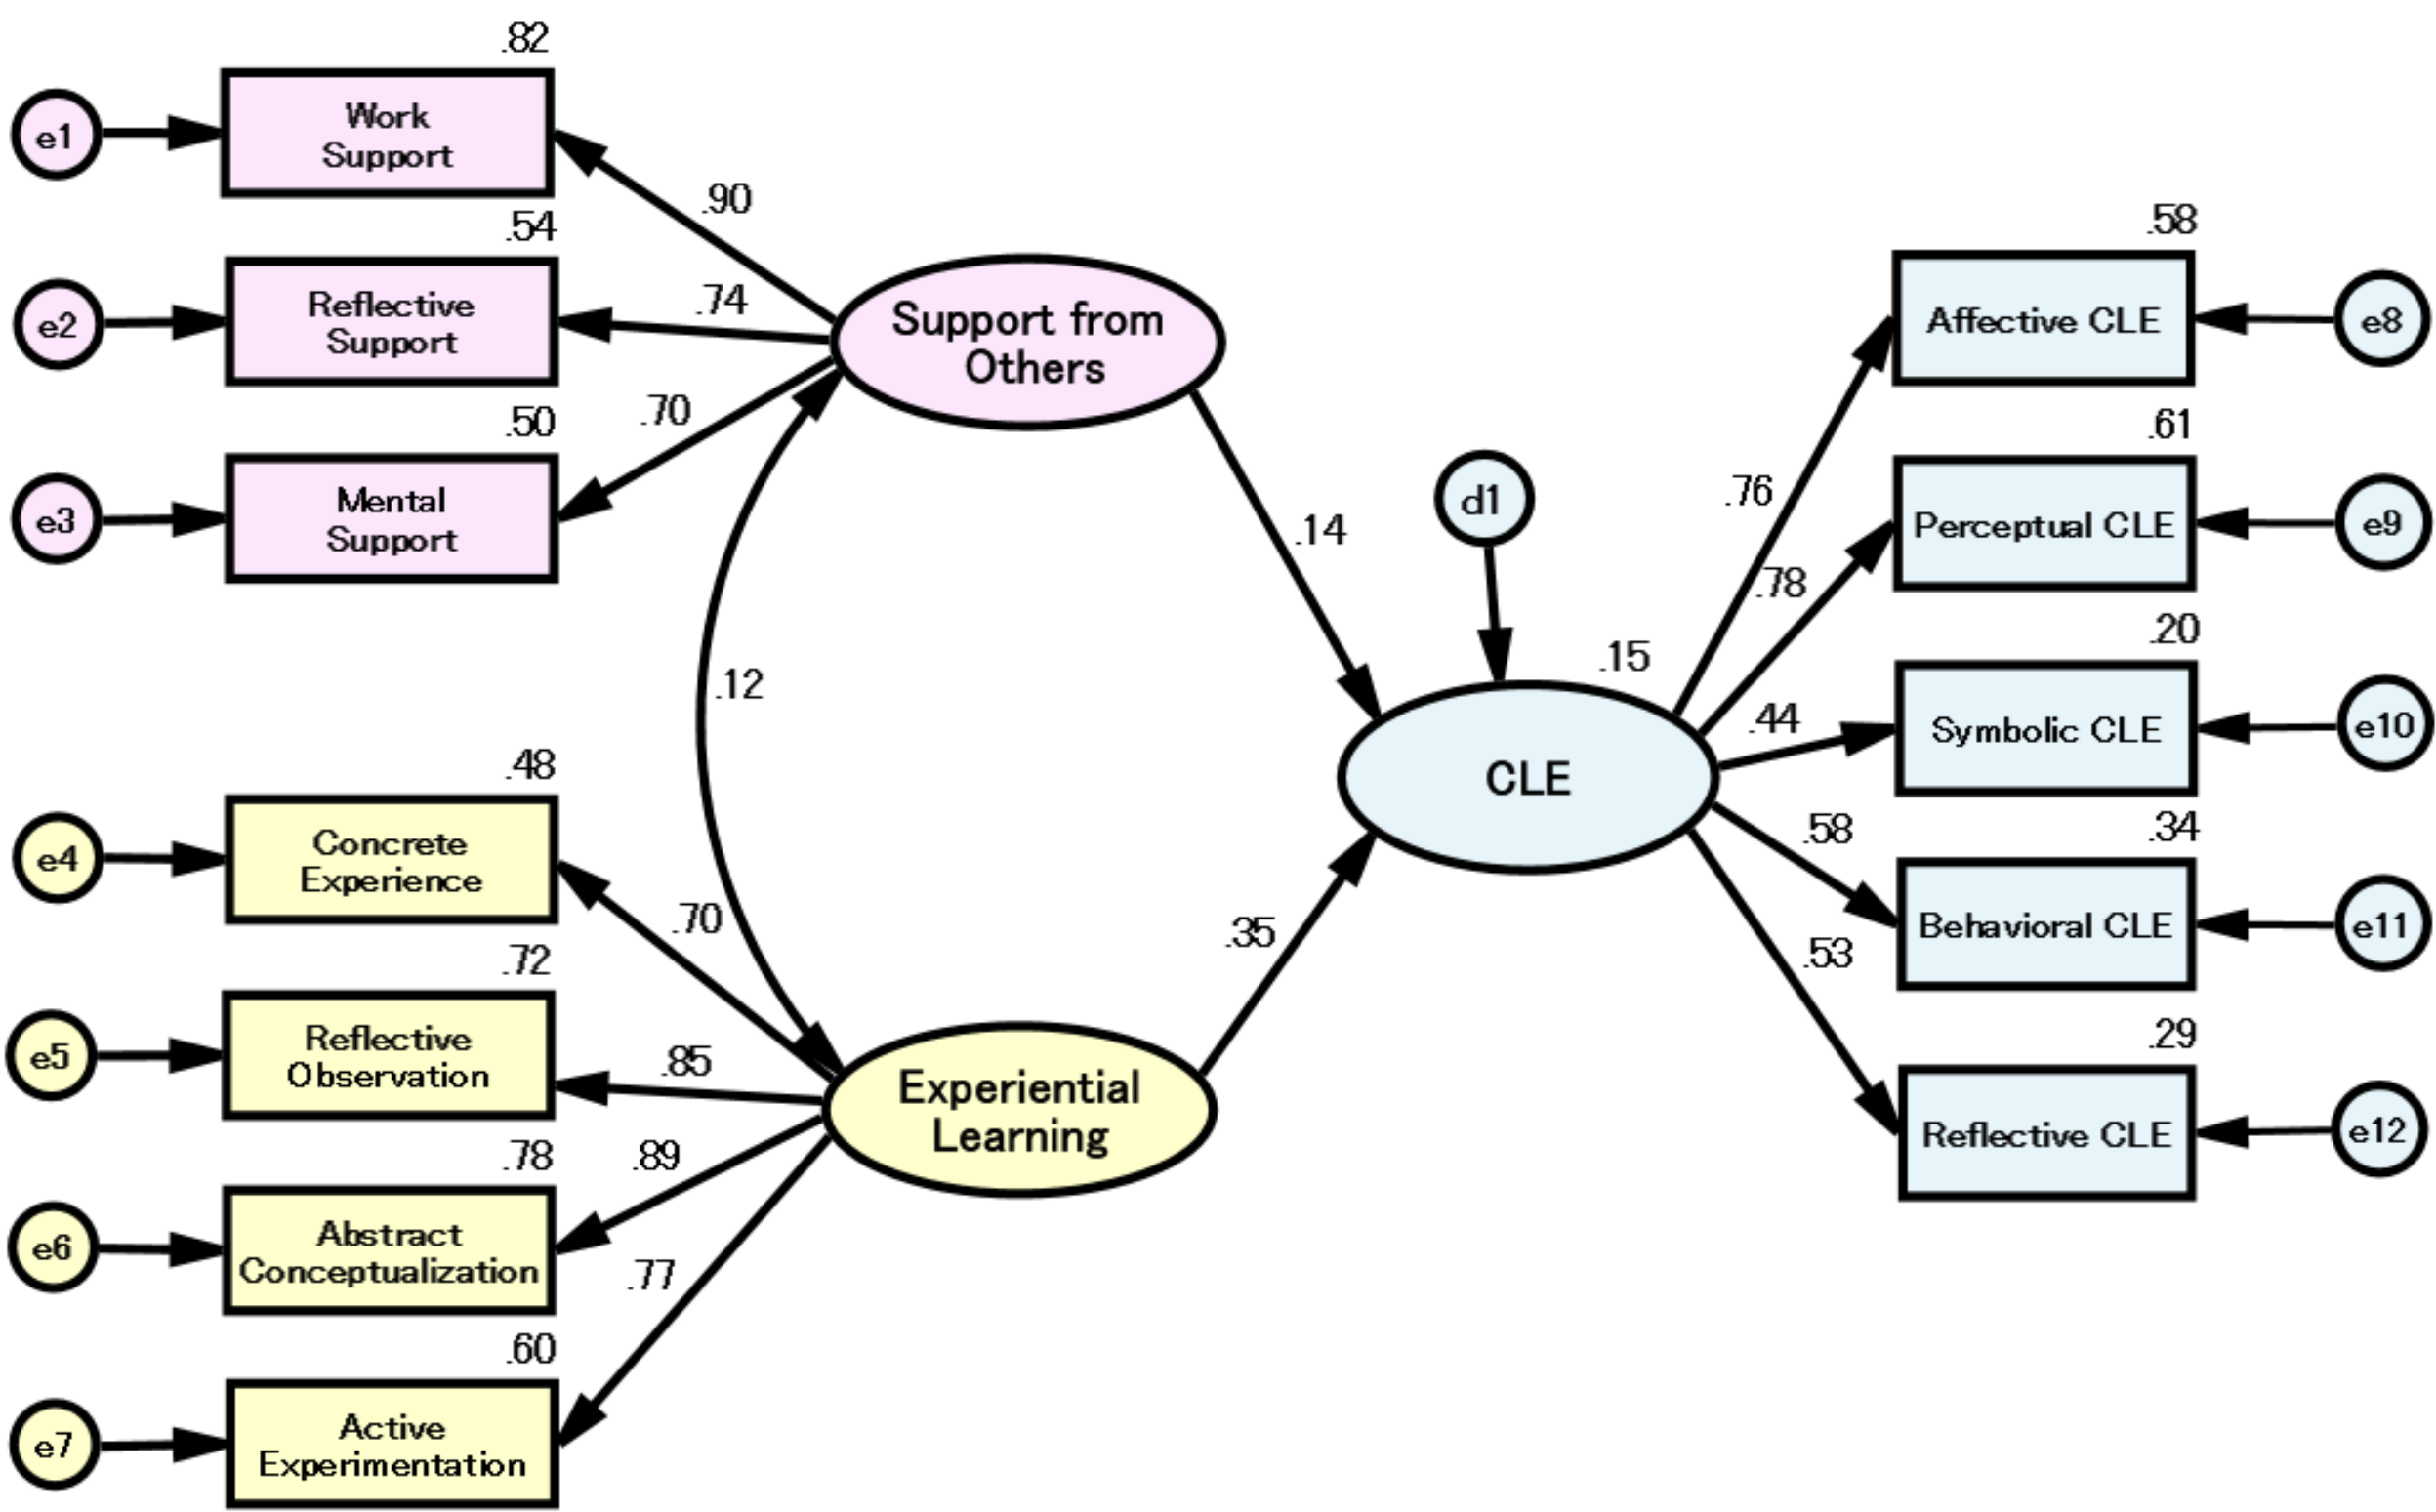 .82
e1
Work
Support
.90
.54
e2
Reflective
Support
.74
.50
e3
Mental
Support
.70
Support from
Others
.12
.14
.48
e4
Concrete
Experience
.70
.72
e5
Reflective
Observation
.85
.78
e6
Abstract
Conceptualization
.89
.60
e7
Active
Experimentation
.77
Experiential
Learning
.35
d1
.15
CLE
.76
.58
Affective CLE
e8
.78
.61
Perceptual CLE
e9
.44
.20
Symbolic CLE
e10
.58
.34
Behavioral CLE
e11
.53
.29
Reflective CLE
e12